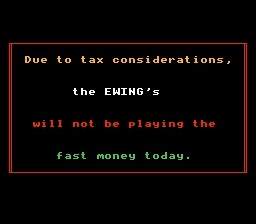 Due to tax considerations,
the EWING's
will not be playing the
fast money today.